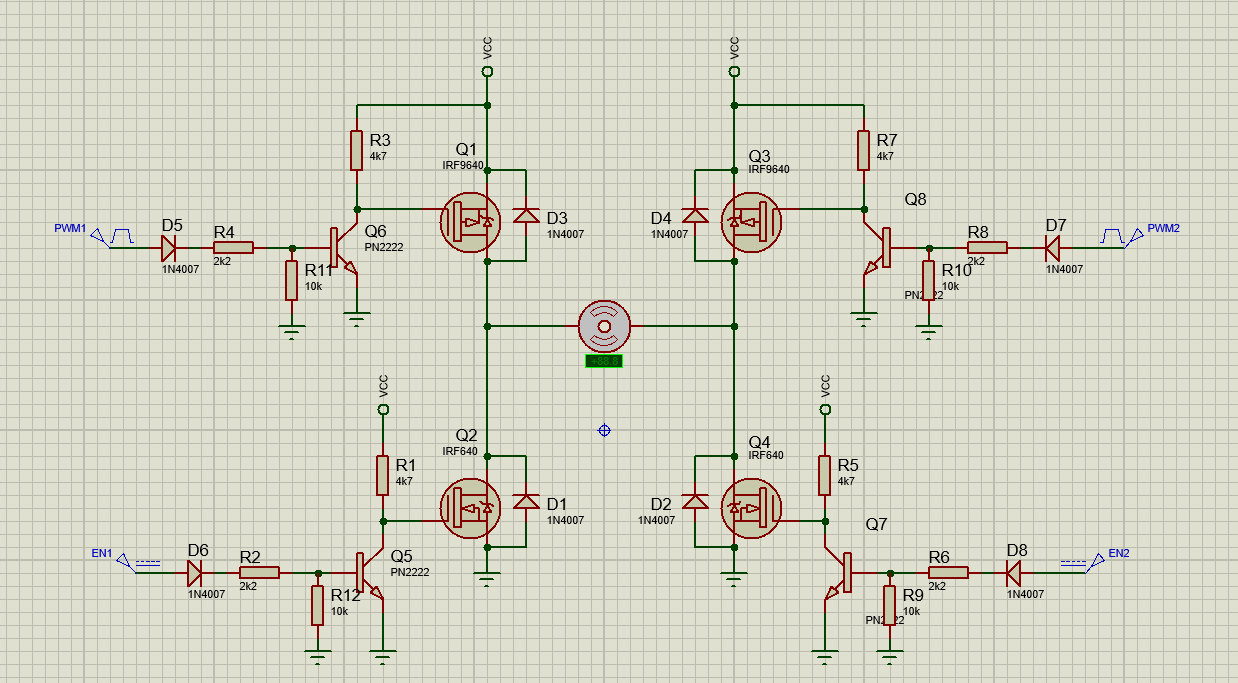 VCC
VCC
R3
4k7
Q1
IRF9640
D3
1N4007
Q3
IRF9640
D4
1N4007
R7
4k7
Q8
PWM1
D5
1N4007
R4
2k2
R11
10k
Q6
PN2222
R8
2k2
R10
10k
D7
1N4007
PWM2
VCC
VCC
R1
4k7
Q2
IRF640
D1
1N4007
Q4
IRF640
D2
1N4007
R5
4k7
Q7
EN1
D6
1N4007
R2
2k2
R12
10k
Q5
PN2222
R6
2k2
R9
10k
D8
1N4007
EN2